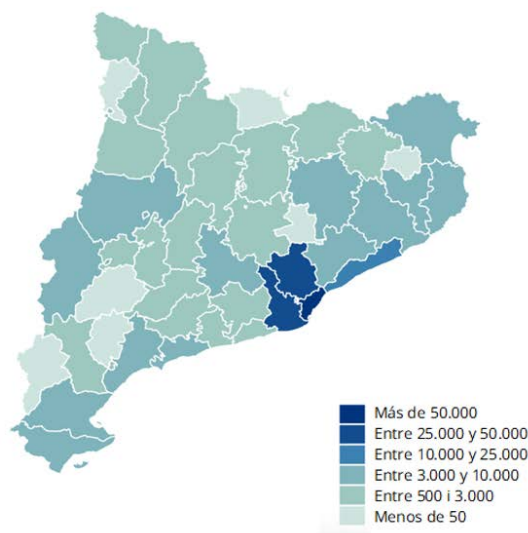 Más de 50.000
Entre 25.000 y 50.000
Entre 10.000 y 25.000
Entre 3.000 y 10.000
Entre 500 i 3.000
Menos de 50